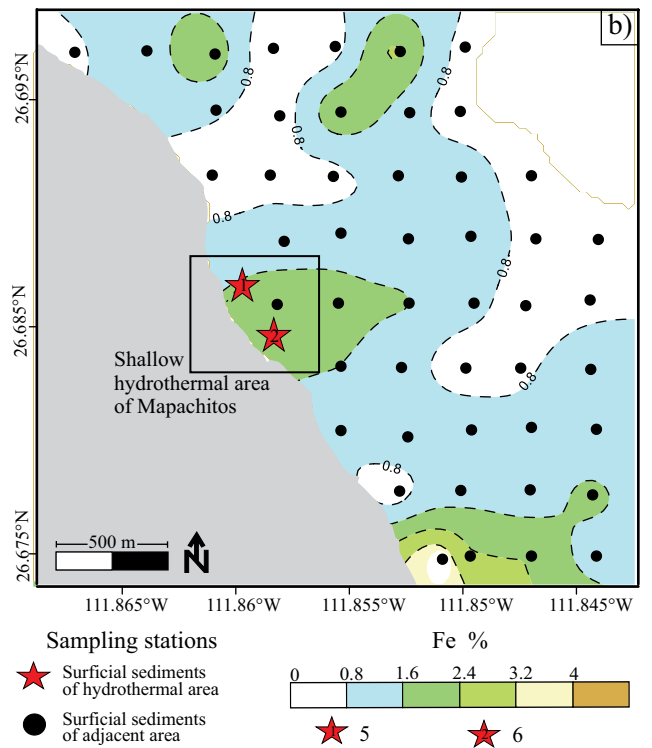 b)
26.695°N
26.685°N
26.675°N
0.8
0.8
0.8
0.8
0.8
0.8
1
2
Shallow
hydrothermal area
of Mapachitos
500 m
N
111.865°W 111.86°W 111.855°W 111.85°W 111.845°W
Sampling stations
Surficial sediments
of hydrothermal area
Surficial sediments
of adjacent area
Fe %
0 0.8 1.6 2.4 3.2 4
1 5 2 6